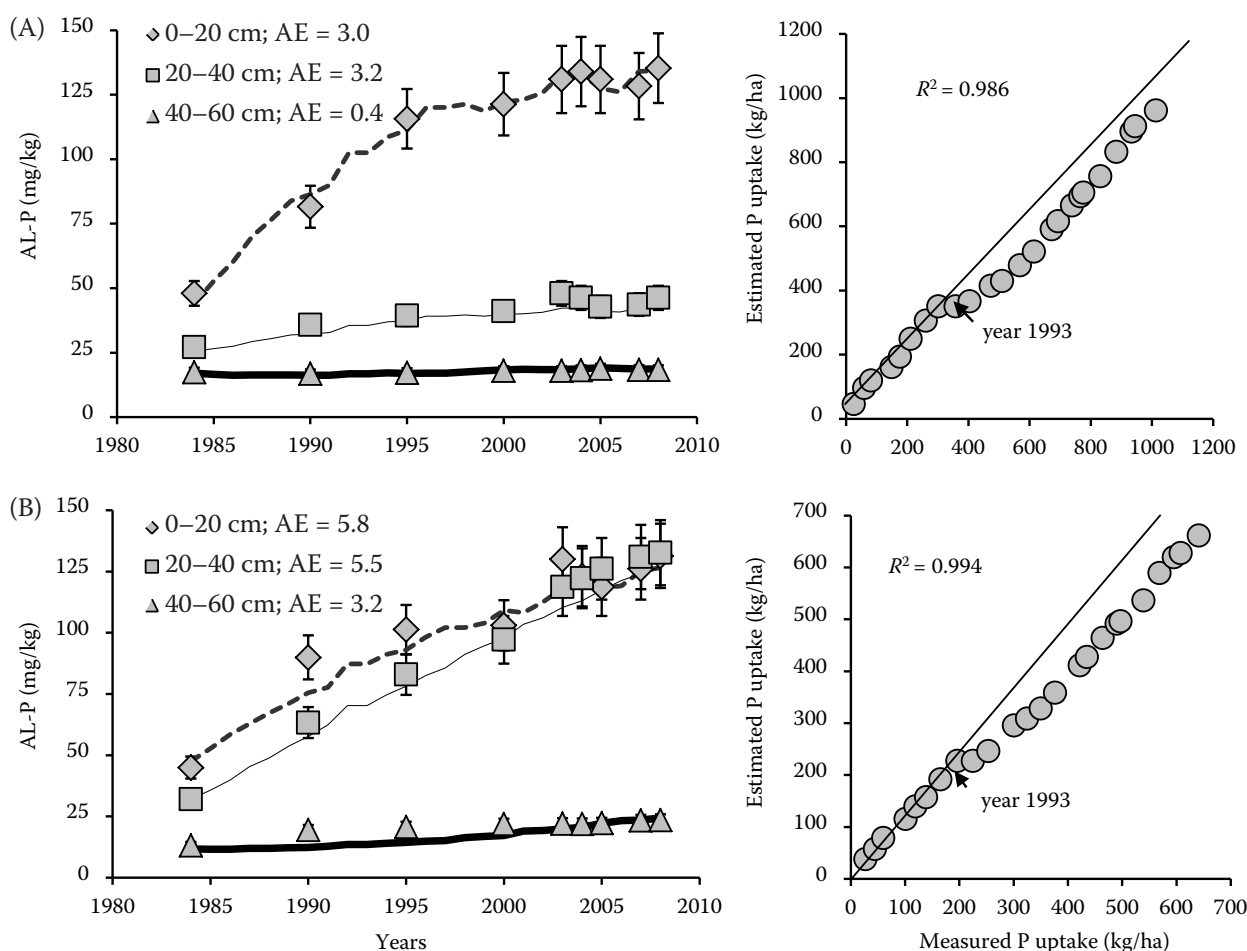 (A)
150
125
100
75
50
25
0
AL-P (mg/kg)
0–20 cm; AE = 3.0
20–40 cm; AE = 3.2
40–60 cm; AE = 0.4
1980 1985 1990 1995 2000 2005 2010
1200
1000
800
600
400
200
0
Estimated P uptake (kg/ha)
R² = 0.986
year 1993
0 200 400 600 800 1000 1200
(B)
150
125
100
75
50
25
0
AL-P (mg/kg)
0–20 cm; AE = 5.8
20–40 cm; AE = 5.5
40–60 cm; AE = 3.2
1980 1985 1990 1995 2000 2005 2010
Years
700
600
500
400
300
200
100
0
Estimated P uptake (kg/ha)
R² = 0.994
year 1993
0 100 200 300 400 500 600 700
Measured P uptake (kg/ha)